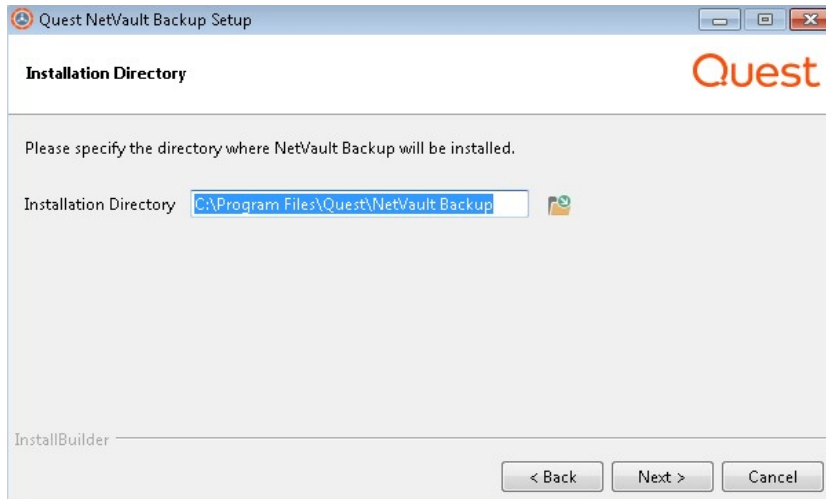 Quest NetVault Backup Setup
Installation Directory
Quest
Please specify the directory where NetVault Backup will be installed.
Installation Directory C:\Program Files\Quest\NetVault Backup
InstallBuilder
< Back Next > Cancel